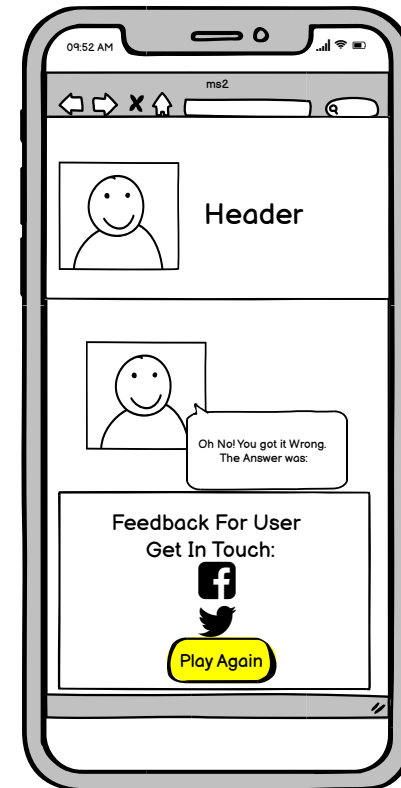 09:52 AM
ms2
Header
Oh No! You got it Wrong.
The Answer was:
Feedback For User
Get In Touch:
Play Again